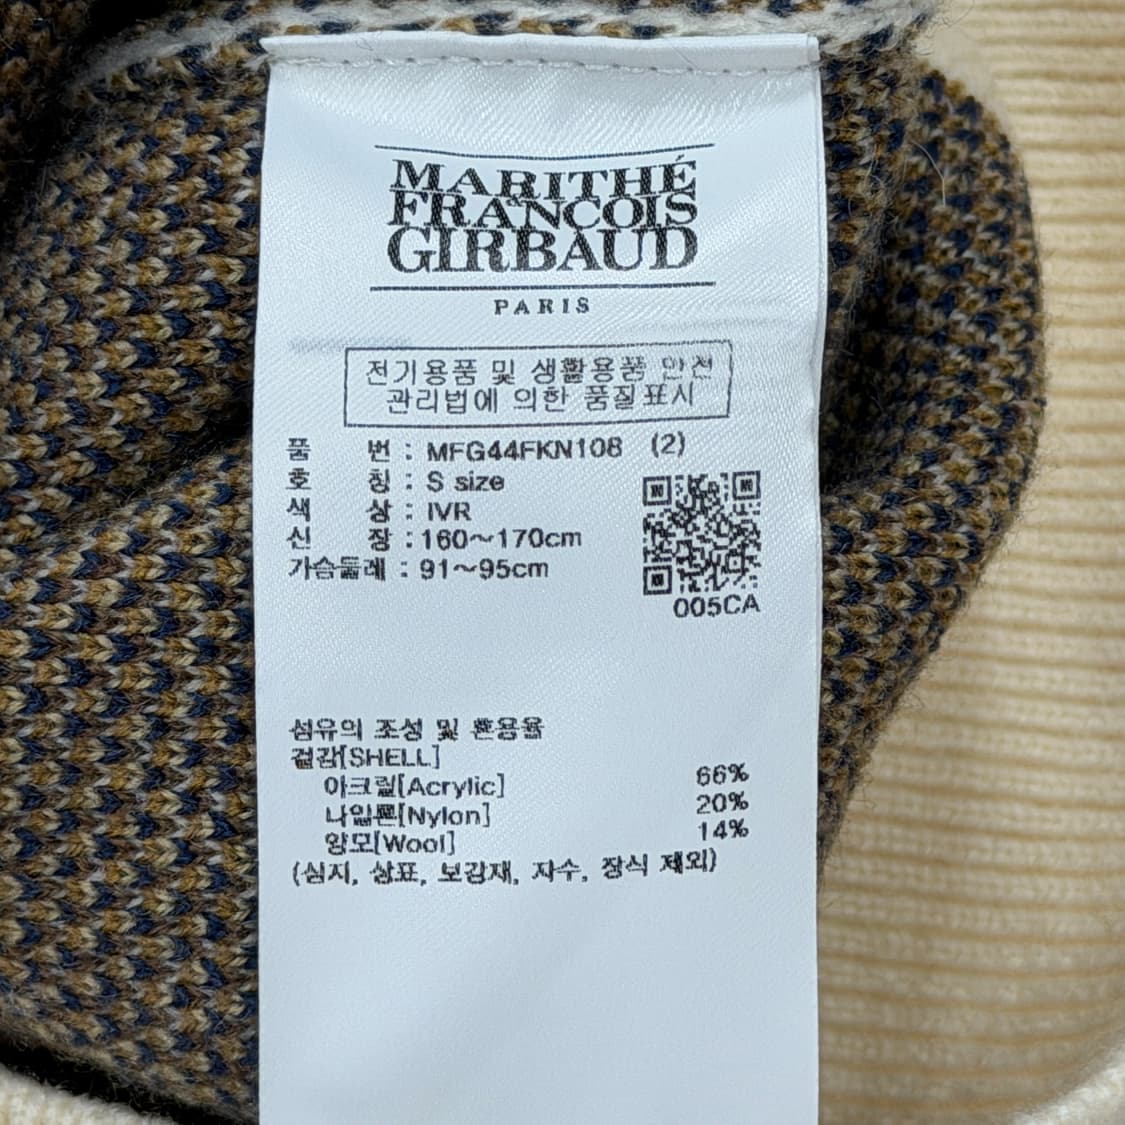 MARITHÉ
FRANCOIS
GIRBAUD
PARIS
전기용품 및 생활용품 안전
관리법에 의한 품질표시
품 번 : MFG44FKN108 (2)
호 칭 : S size
색 상 : IVR
신 장 : 160~170cm
가슴둘레 : 91~95cm
005CA
섬유의 조성 및 혼용율
겉감[SHELL]
아크릴[Acrylic] 66%
나일론[Nylon] 20%
양모[Wool] 14%
(심지, 상표, 보강재, 자수, 장식 제외)